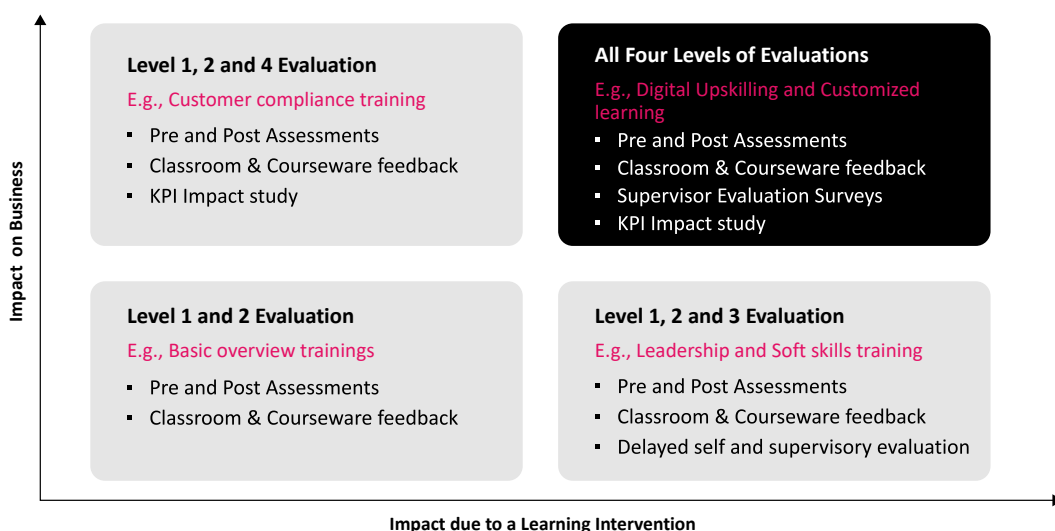 Impact on Business
Level 1, 2 and 4 Evaluation
E.g., Customer compliance training
▪ Pre and Post Assessments
▪ Classroom & Courseware feedback
▪ KPI Impact study
All Four Levels of Evaluations
E.g., Digital Upskilling and Customized
learning
▪ Pre and Post Assessments
▪ Classroom & Courseware feedback
▪ Supervisor Evaluation Surveys
▪ KPI Impact study
Level 1 and 2 Evaluation
E.g., Basic overview trainings
▪ Pre and Post Assessments
▪ Classroom & Courseware feedback
Level 1, 2 and 3 Evaluation
E.g., Leadership and Soft skills training
▪ Pre and Post Assessments
▪ Classroom & Courseware feedback
▪ Delayed self and supervisory evaluation
Impact due to a Learning Intervention